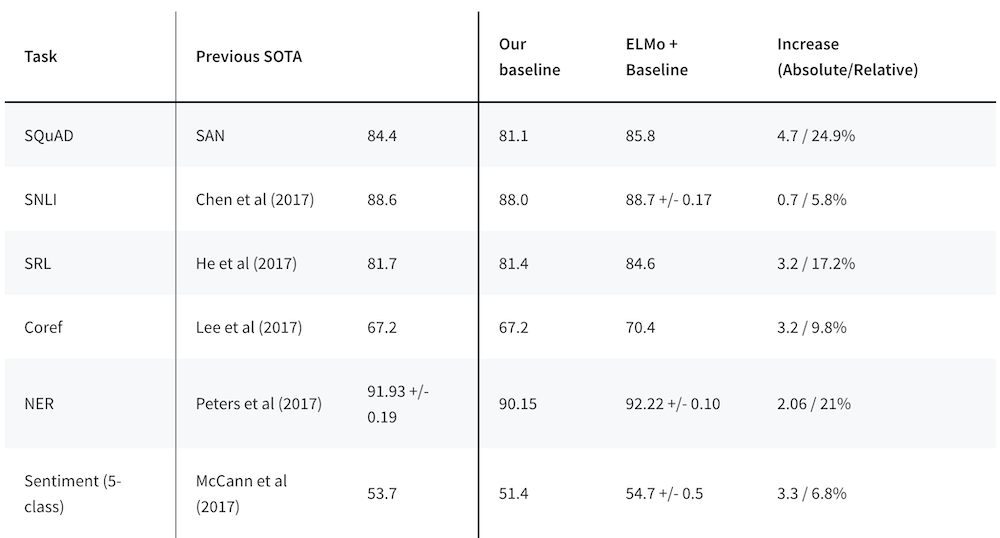 Task Previous SOTA Our baseline ELMo + Baseline Increase (Absolute/Relative)
SQuAD SAN 84.4 81.1 85.8 4.7 / 24.9%
SNLI Chen et al (2017) 88.6 88.0 88.7 +/- 0.17 0.7 / 5.8%
SRL He et al (2017) 81.7 81.4 84.6 3.2 / 17.2%
Coref Lee et al (2017) 67.2 67.2 70.4 3.2 / 9.8%
NER Peters et al (2017) 91.93 +/- 0.19 90.15 92.22 +/- 0.10 2.06 / 21%
Sentiment (5-class) McCann et al (2017) 53.7 51.4 54.7 +/- 0.5 3.3 / 6.8%